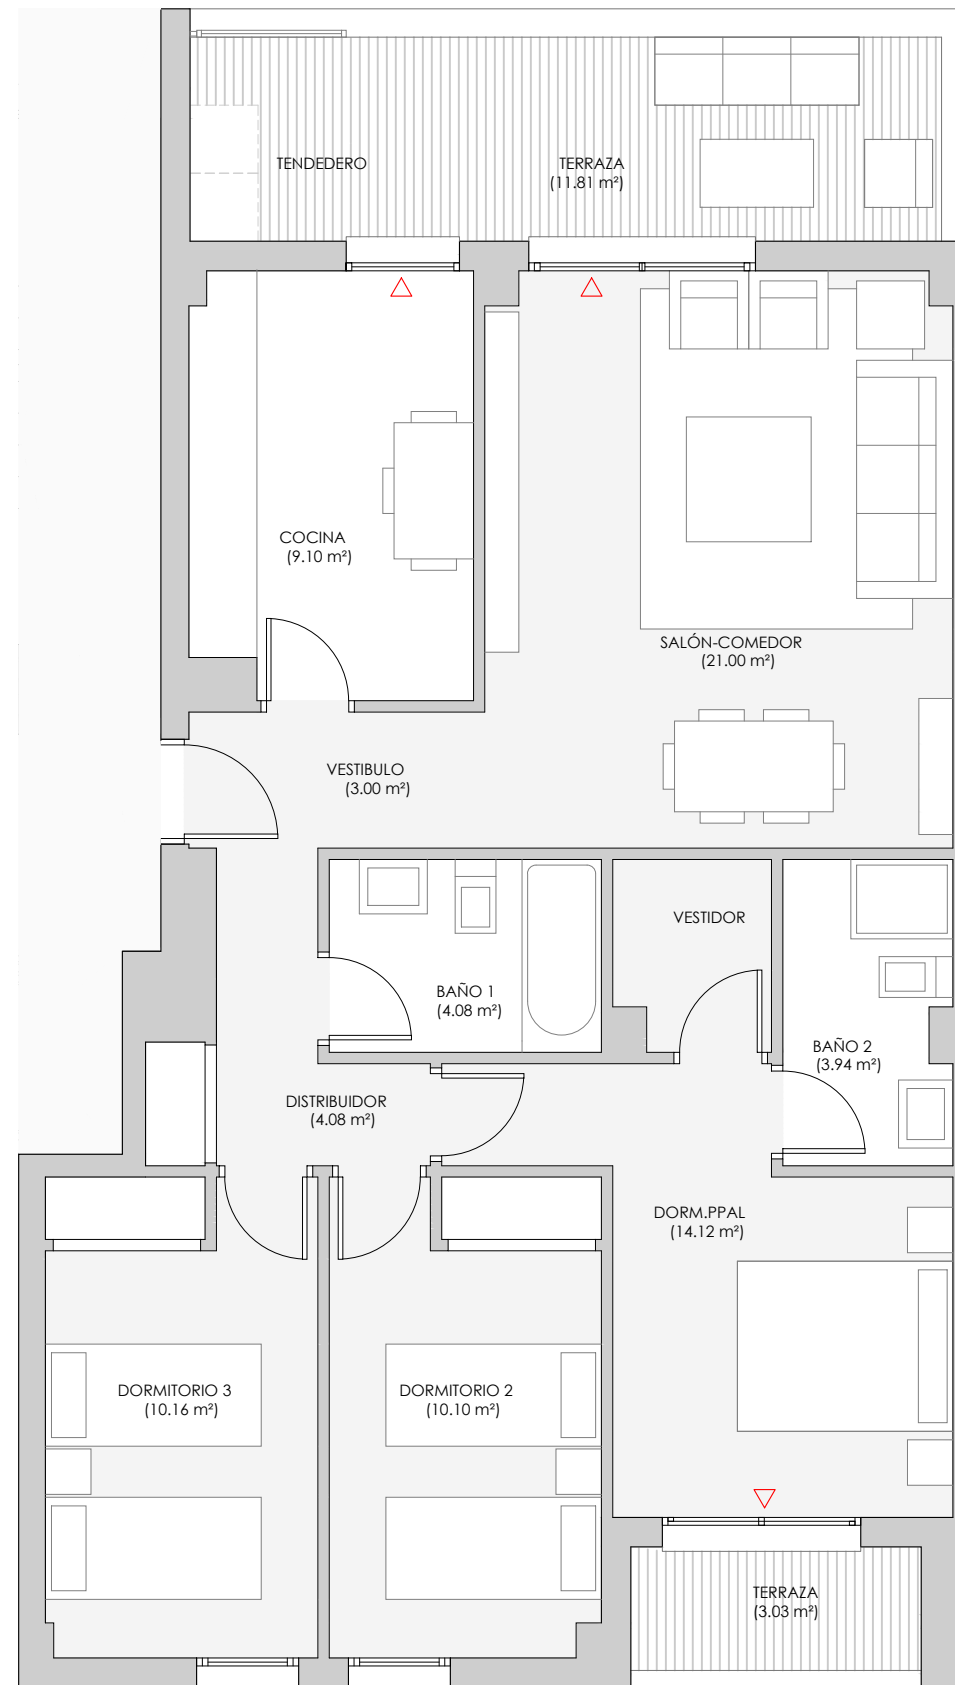 TENDEDERO
TERRAZA
(11.81 m²)
COCINA
(9.10 m²)
SALÓN-COMEDOR
(21.00 m²)
VESTIBULO
(3.00 m²)
VESTIDOR
BAÑO 1
(4.08 m²)
BAÑO 2
(3.94 m²)
DISTRIBUIDOR
(4.08 m²)
DORM.PPAL
(14.12 m²)
DORMITORIO 3
(10.16 m²)
DORMITORIO 2
(10.10 m²)
TERRAZA
(3.03 m²)